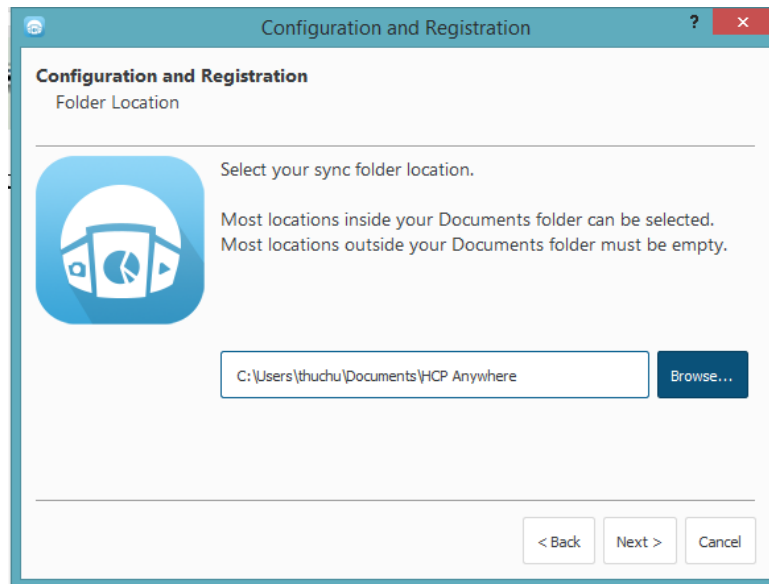 Configuration and Registration
?
Configuration and Registration
Folder Location
Select your sync folder location.
Most locations inside your Documents folder can be selected.
Most locations outside your Documents folder must be empty.
C:\Users\thuchu\Documents\HCP Anywhere
Browse...
< Back
Next >
Cancel